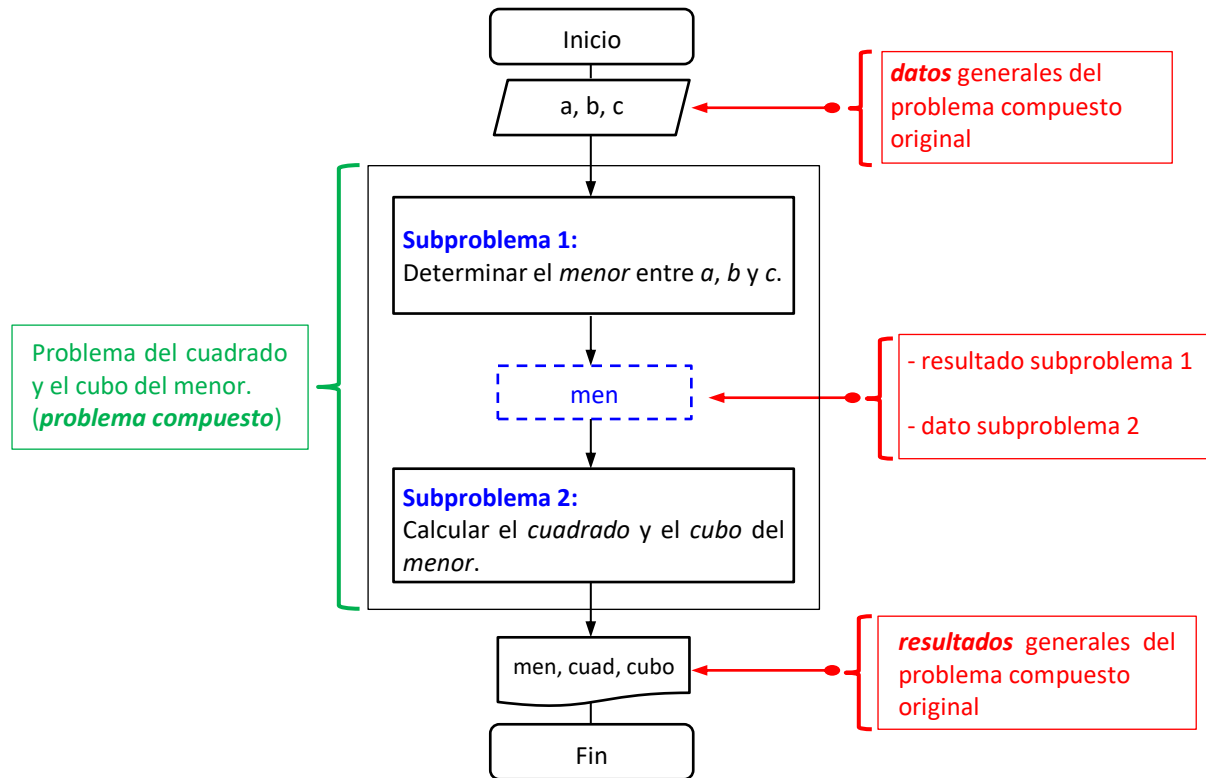 Inicio
a, b, c
datos generales del
problema compuesto
original
Subproblema 1:
Determinar el menor entre a, b y c.
Problema del cuadrado
y el cubo del menor.
(problema compuesto)
men
- resultado subproblema 1
- dato subproblema 2
Subproblema 2:
Calcular el cuadrado y el cubo del
menor.
men, cuad, cubo
resultados generales del
problema compuesto
original
Fin